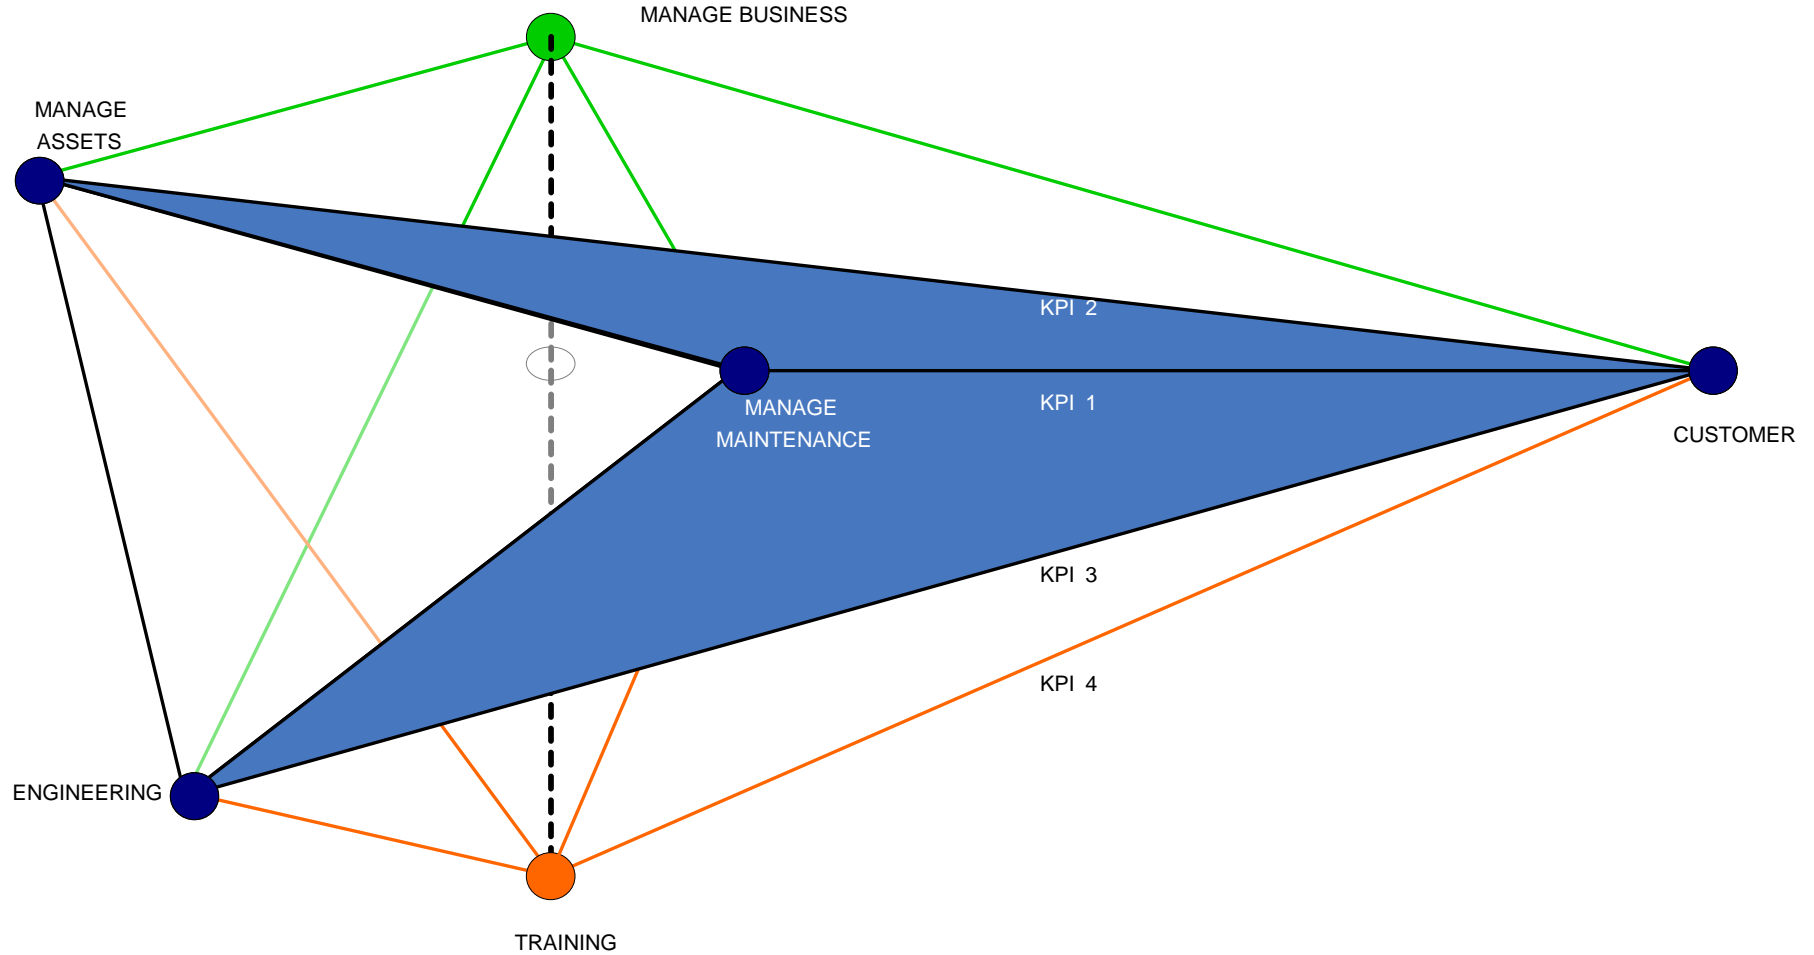 MANAGE BUSINESS
MANAGE
ASSETS
KPI 2
KPI 1
MANAGE
MAINTENANCE
CUSTOMER
KPI 3
KPI 4
ENGINEERING
TRAINING